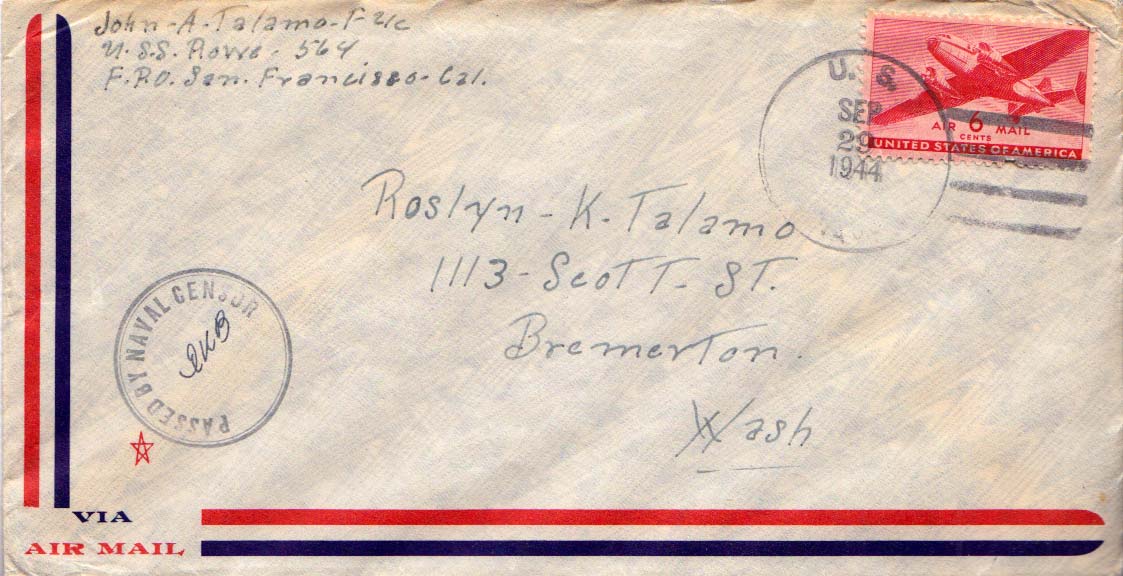 John-A-Talamo-F 2/c
U.S.S. Rowe-564
F.P.O. San. Francisco-Cal.
U. S.
SEP
29
1944
AIR 6 MAIL
CENTS
UNITED STATES OF AMERICA
Roslyn-K-Talamo
1113-Scott-ST.
Bremerton.
Wash
PASSED BY NAVAL CENSOR
VIA
AIR MAIL